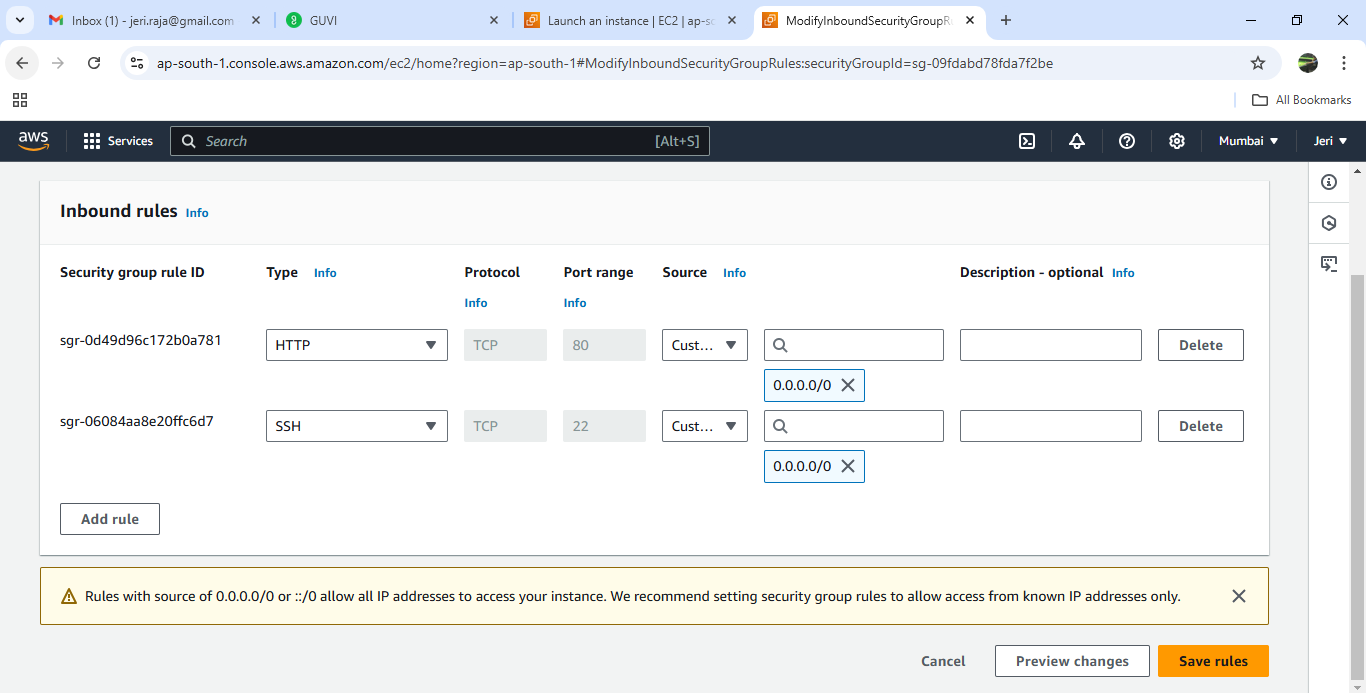 Inbox (1) - jeri.raja@gmail.com
GUVI
Launch an instance | EC2 | ap-sc
ModifyInboundSecurityGroupR
ap-south-1.console.aws.amazon.com/ec2/home?region=ap-south-1#ModifyInboundSecurityGroupRules:securityGroupId=sg-09fdabd78fda7f2be
All Bookmarks
aws
Services
Search
[Alt+S]
Mumbai
Jeri
Inbound rules Info
Security group rule ID
Type Info
Protocol
Info
Port range
Info
Source Info
Description - optional Info
sgr-0d49d96c172b0a781
HTTP
TCP
80
Cust...
Delete
0.0.0.0/0
sgr-06084aa8e20ffc6d7
SSH
TCP
22
Cust...
Delete
0.0.0.0/0
Add rule
Rules with source of 0.0.0.0/0 or ::/0 allow all IP addresses to access your instance. We recommend setting security group rules to allow access from known IP addresses only.
Cancel
Preview changes
Save rules